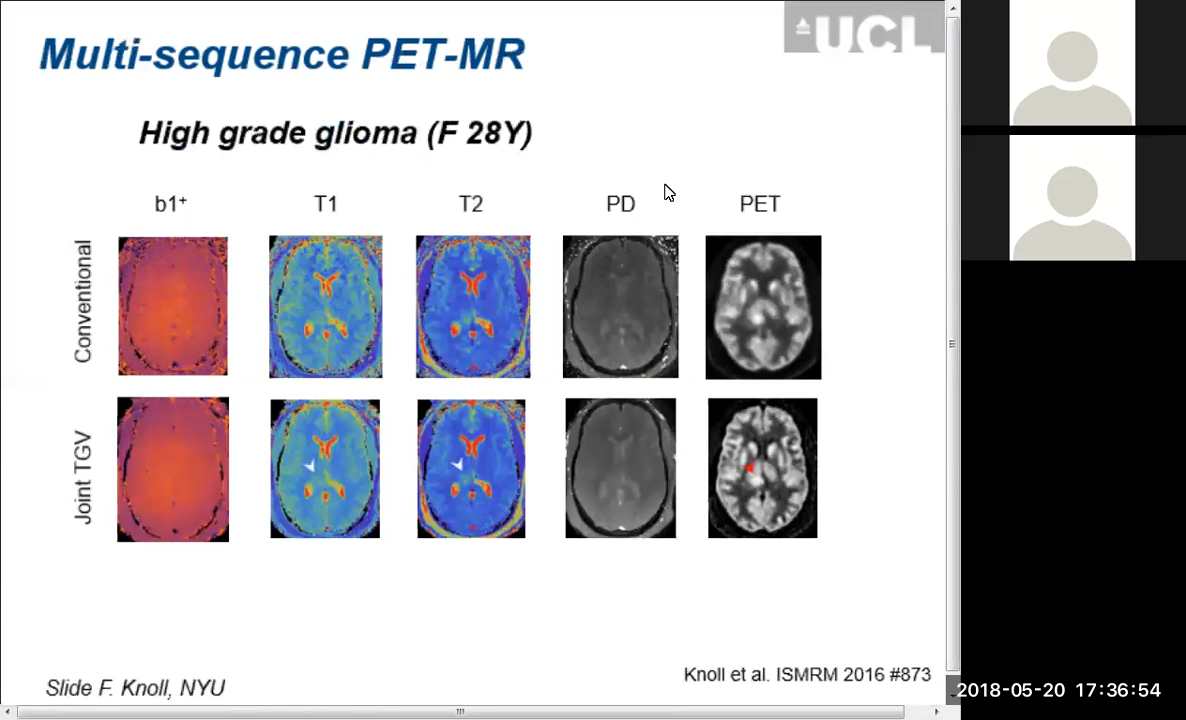 Multi-sequence PET-MR
UCL
High grade glioma (F 28Y)
b1+ T1 T2 PD PET
Conventional
Joint TGV
Knoll et al. ISMRM 2016 #873
Slide F. Knoll, NYU
2018-05-20 17:36:54